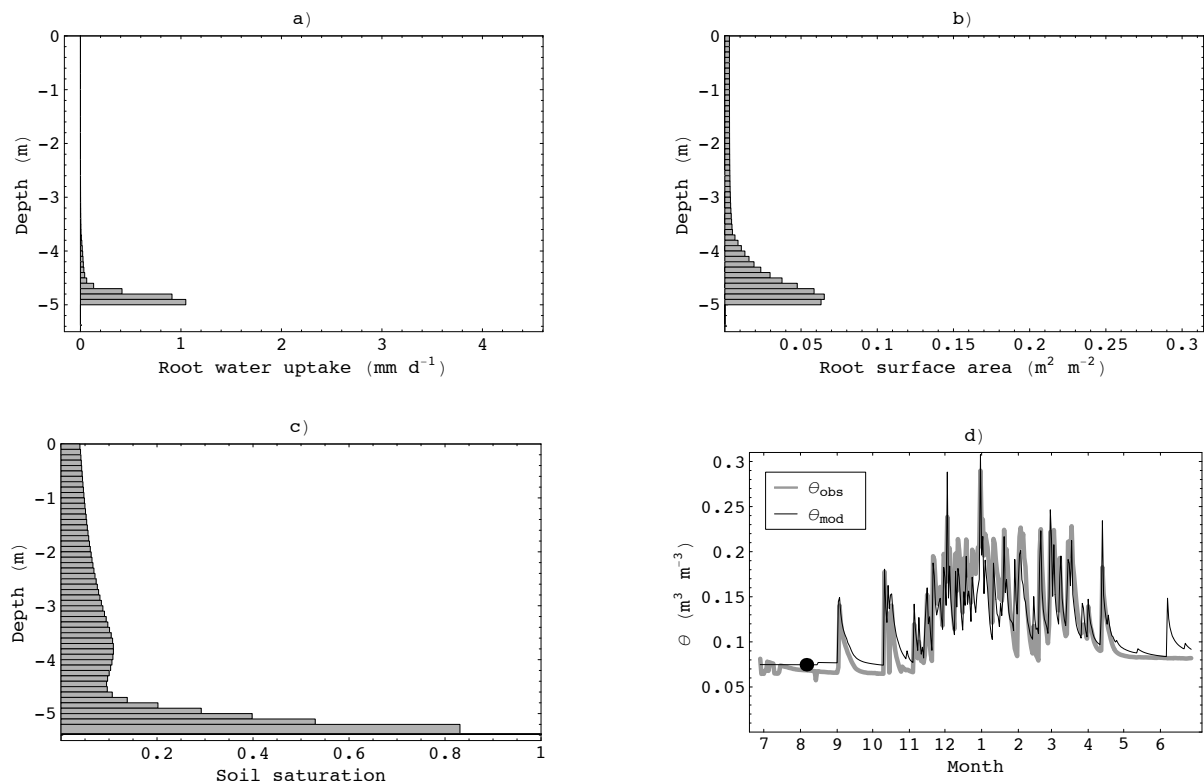 a)
0
-1
-2
-3
-4
-5
Depth (m)
0 1 2 3 4
Root water uptake (mm d⁻¹)
b)
0
-1
-2
-3
-4
-5
Depth (m)
0.05 0.1 0.15 0.2 0.25 0.3
Root surface area (m² m⁻²)
c)
0
-1
-2
-3
-4
-5
Depth (m)
0.2 0.4 0.6 0.8 1
Soil saturation
d)
0.3
0.25
0.2
0.15
0.1
0.05
θ (m³ m⁻³)
θobs
θmod
7 8 9 10 11 12 1 2 3 4 5 6
Month